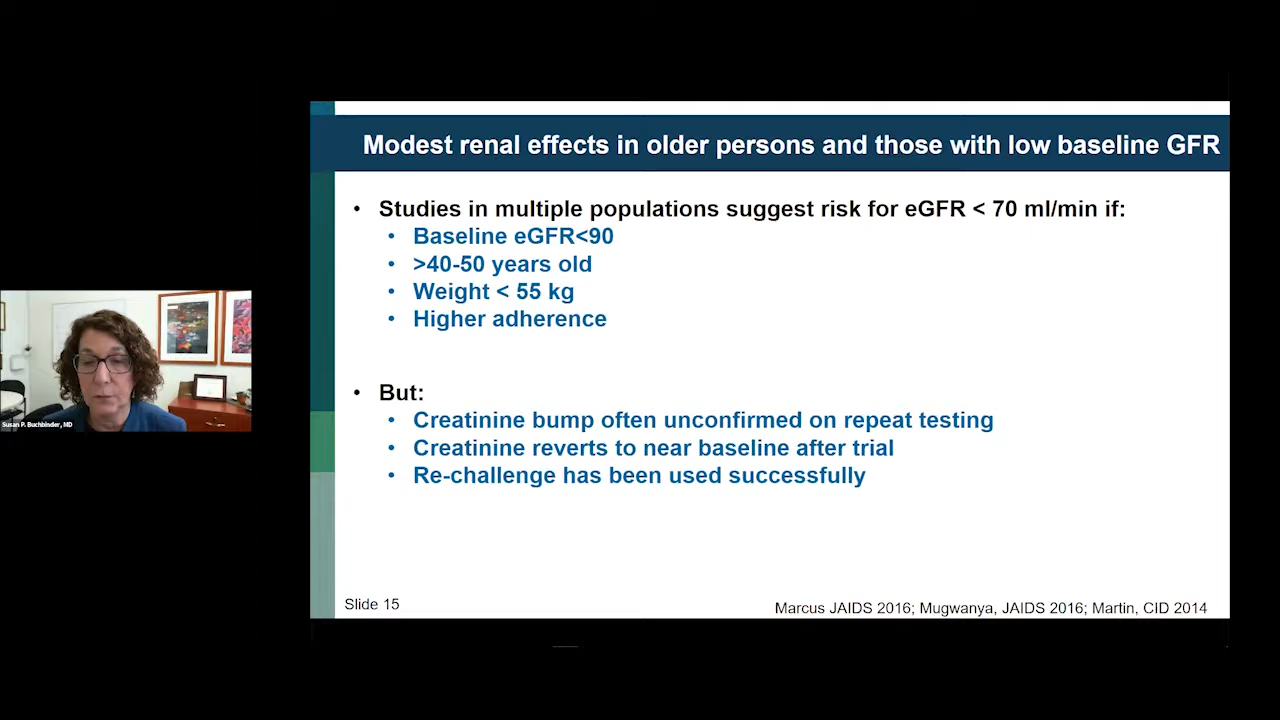 Modest renal effects in older persons and those with low baseline GFR
• Studies in multiple populations suggest risk for eGFR < 70 ml/min if:
• Baseline eGFR<90
• >40-50 years old
• Weight < 55 kg
• Higher adherence
• But:
• Creatinine bump often unconfirmed on repeat testing
• Creatinine reverts to near baseline after trial
• Re-challenge has been used successfully
Slide 15
Marcus JAIDS 2016; Mugwanya, JAIDS 2016; Martin, CID 2014
Susan P. Buchbinder, MD